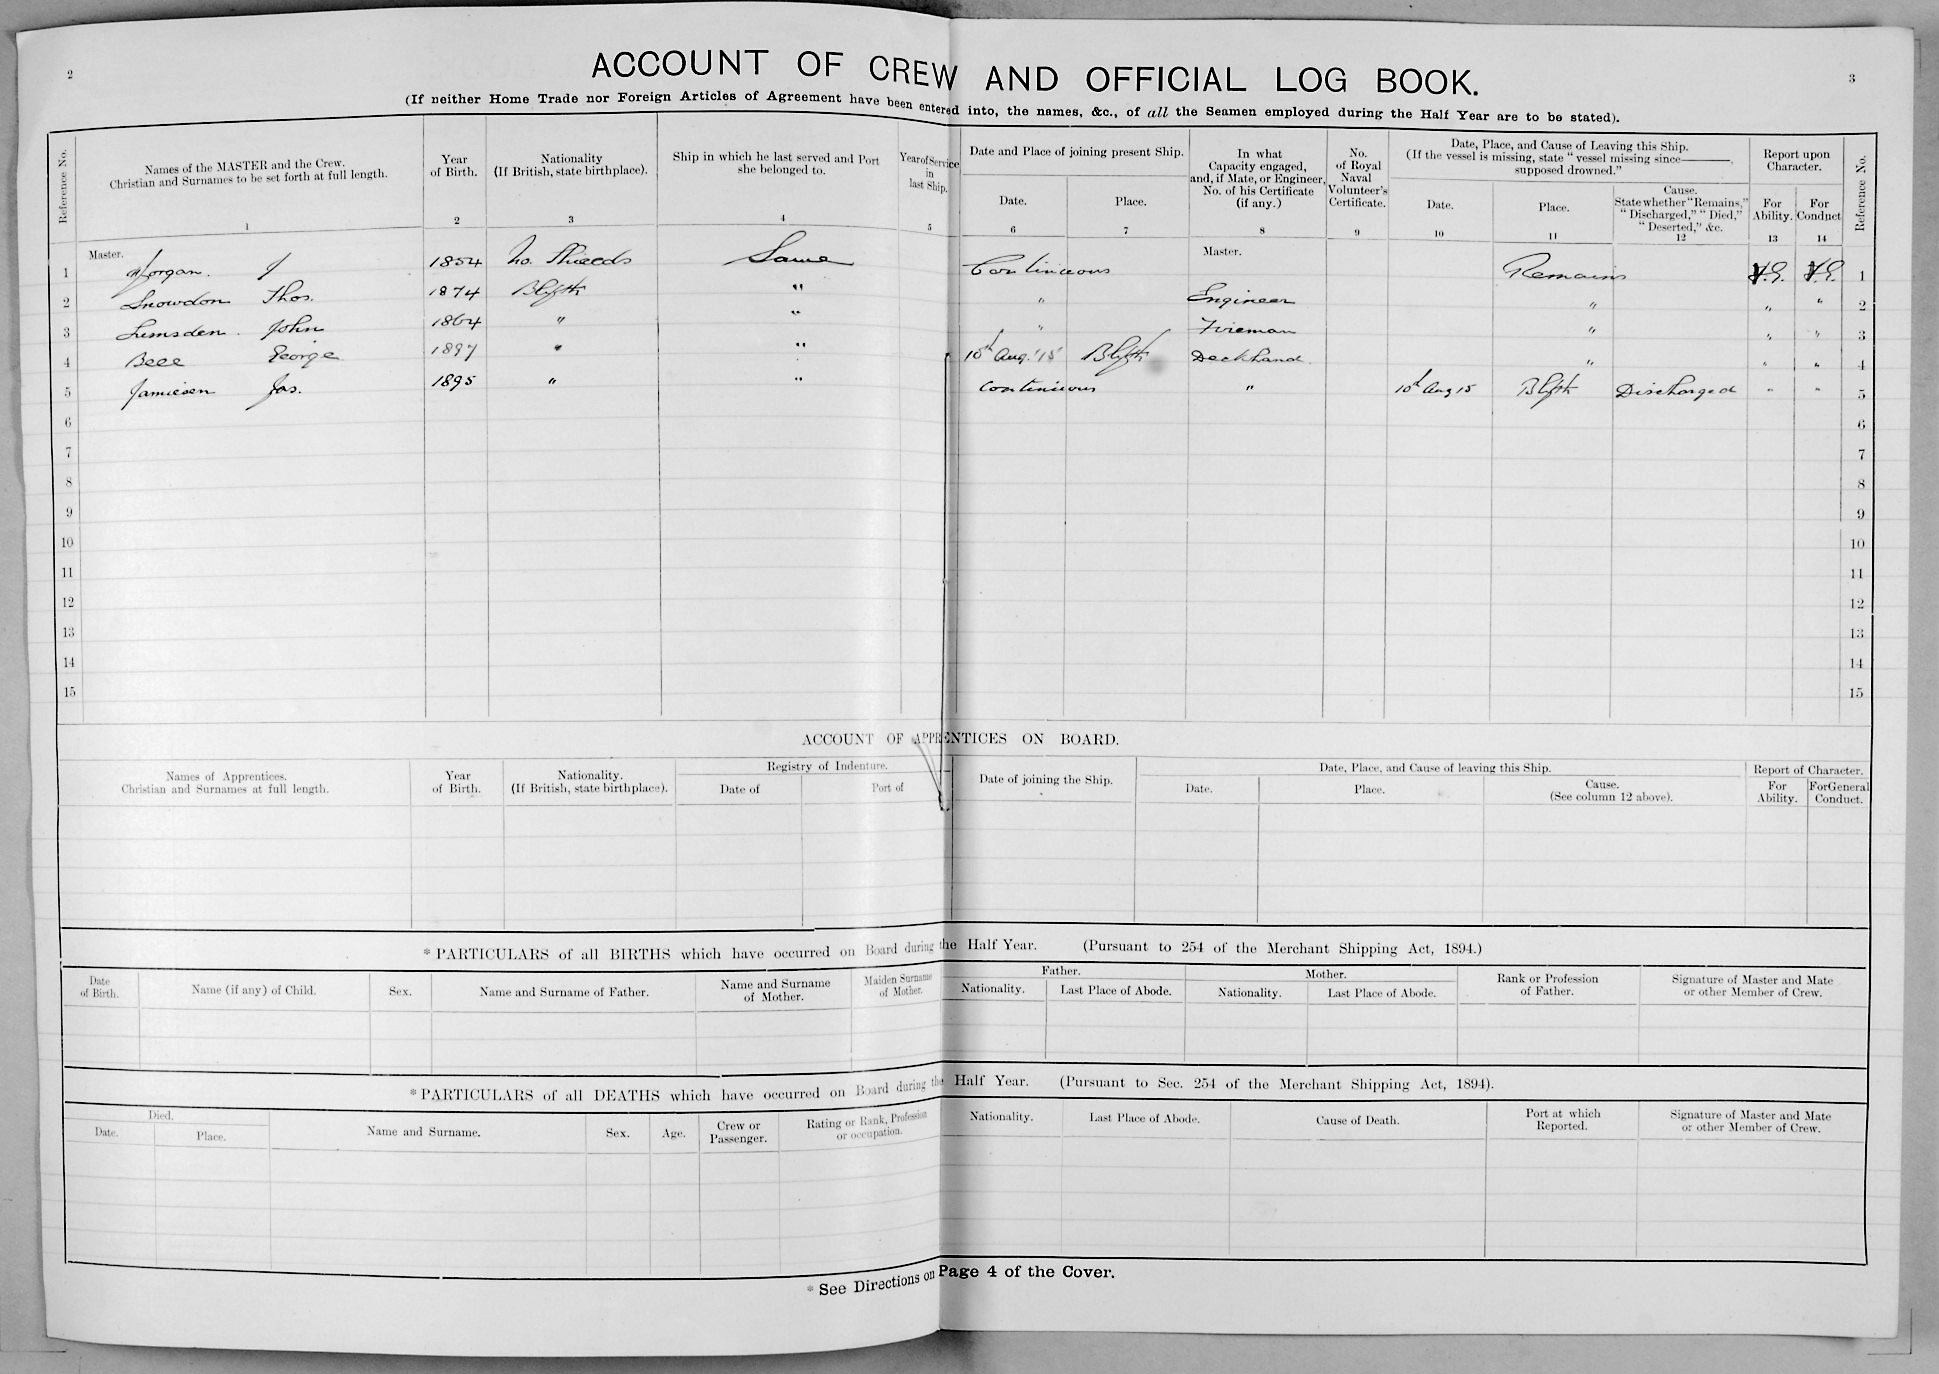 2
3
ACCOUNT OF CREW AND OFFICIAL LOG BOOK.
(If neither Home Trade nor Foreign Articles of Agreement have been entered into, the names, &c., of all the Seamen employed during the Half Year are to be stated).
Reference No.
Names of the MASTER and the Crew.
Christian and Surnames to be set forth at full length.
1
Year
of Birth.
2
Nationality
(If British, state birthplace).
3
Ship in which he last served and Port
she belonged to.
4
Year of Service
in
last Ship.
5
Date and Place of joining present Ship.
Date.
6
Place.
7
In what
Capacity engaged,
and, if Mate, or Engineer,
No. of his Certificate
(if any.)
8
No.
of Royal
Naval
Volunteer's
Certificate.
9
Date, Place, and Cause of Leaving this Ship.
(If the vessel is missing, state "vessel missing since———,
supposed drowned."
Date.
10
Place.
11
Cause.
State whether "Remains,"
"Discharged," "Died,"
"Deserted," &c.
12
Report upon
Character.
For
Ability.
13
For
Conduct
14
Reference No.
Master. Master.
1 Morgan. J 1854 No. Shields Same Continuous Remains V.G. V.G. 1
2 Snowdon Thos. 1874 Blyth " " Engineer " " " 2
3 Lumsden. John 1864 " " " Fireman " " " 3
4 Bell George 1897 " " 10th Aug. '15 Blyth Deckhand " " " 4
5 Jamieson Jas. 1895 " " Continuous " 10th Aug 15 Blyth Discharged " " 5
6 6
7 7
8 8
9 9
10 10
11 11
12 12
13 13
14 14
15 15
ACCOUNT OF APPRENTICES ON BOARD.
Names of Apprentices.
Christian and Surnames at full length.
Year
of Birth.
Nationality.
(If British, state birthplace).
Registry of Indenture.
Date of
Port of
Date of joining the Ship.
Date, Place, and Cause of leaving this Ship.
Date.
Place.
Cause.
(See column 12 above).
Report of Character.
For
Ability.
For General
Conduct.
* PARTICULARS of all BIRTHS which have occurred on Board during the Half Year. (Pursuant to 254 of the Merchant Shipping Act, 1894.)
Date
of Birth.
Name (if any) of Child.
Sex.
Name and Surname of Father.
Name and Surname
of Mother.
Maiden Surname
of Mother.
Father.
Nationality.
Last Place of Abode.
Mother.
Nationality.
Last Place of Abode.
Rank or Profession
of Father.
Signature of Master and Mate
or other Member of Crew.
* PARTICULARS of all DEATHS which have occurred on Board during the Half Year. (Pursuant to Sec. 254 of the Merchant Shipping Act, 1894).
Died.
Date.
Place.
Name and Surname.
Sex.
Age.
Crew or
Passenger.
Rating or Rank, Profession
or occupation.
Nationality.
Last Place of Abode.
Cause of Death.
Port at which
Reported.
Signature of Master and Mate
or other Member of Crew.
* See Directions on Page 4 of the Cover.